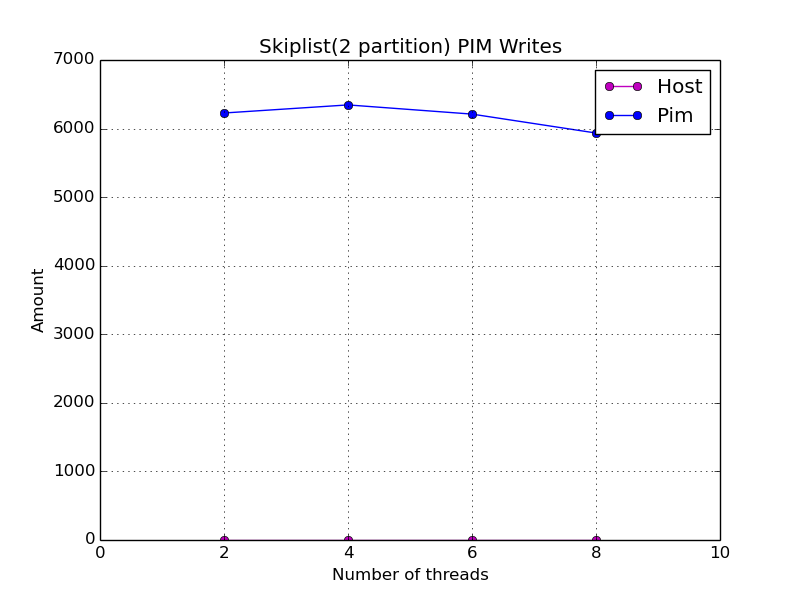 Skiplist(2 partition) PIM Writes
7000
6000
5000
4000
3000
2000
1000
0
Amount
Host
Pim
0 2 4 6 8 10
Number of threads